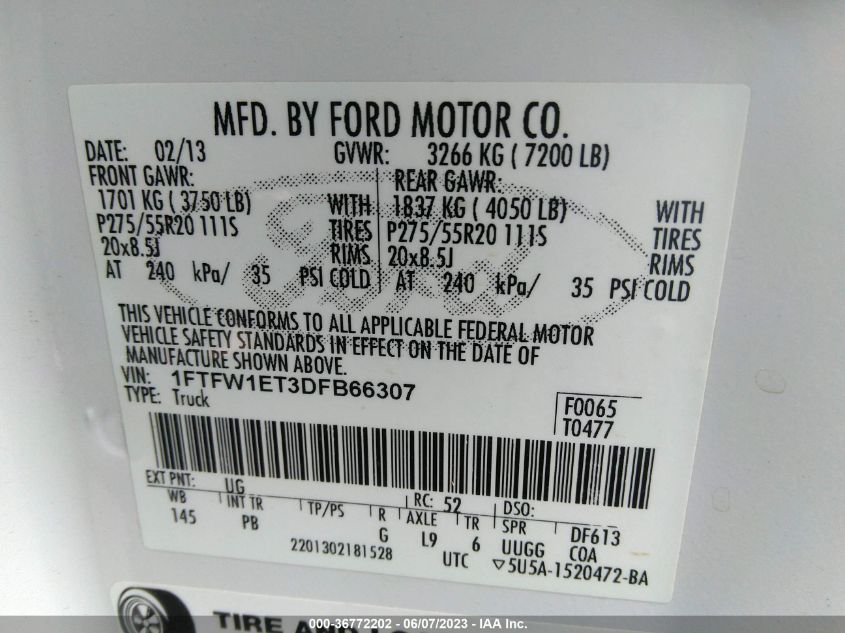 MFD. BY FORD MOTOR CO.
DATE: 02/13 GVWR: 3266 KG ( 7200 LB)
FRONT GAWR: REAR GAWR:
1701 KG ( 3750 LB) WITH 1837 KG ( 4050 LB) WITH
P275/55R20 111S TIRES P275/55R20 111S TIRES
20x8.5J RIMS 20x8.5J RIMS
AT 240 kPa/ 35 PSI COLD AT 240 kPa/ 35 PSI COLD
THIS VEHICLE CONFORMS TO ALL APPLICABLE FEDERAL MOTOR
VEHICLE SAFETY STANDARDS IN EFFECT ON THE DATE OF
MANUFACTURE SHOWN ABOVE.
VIN: 1FTFW1ET3DFB66307
TYPE: Truck
F0065
T0477
EXT PNT: UG RC: 52 DSO:
WB INT TR TP/PS R AXLE TR SPR DF613
145 PB G L9 6 UUGG COA
2201302181528 UTC ▽5U5A-1520472-BA
TIRE AND
000-36772202 - 06/07/2023 - IAA Inc.